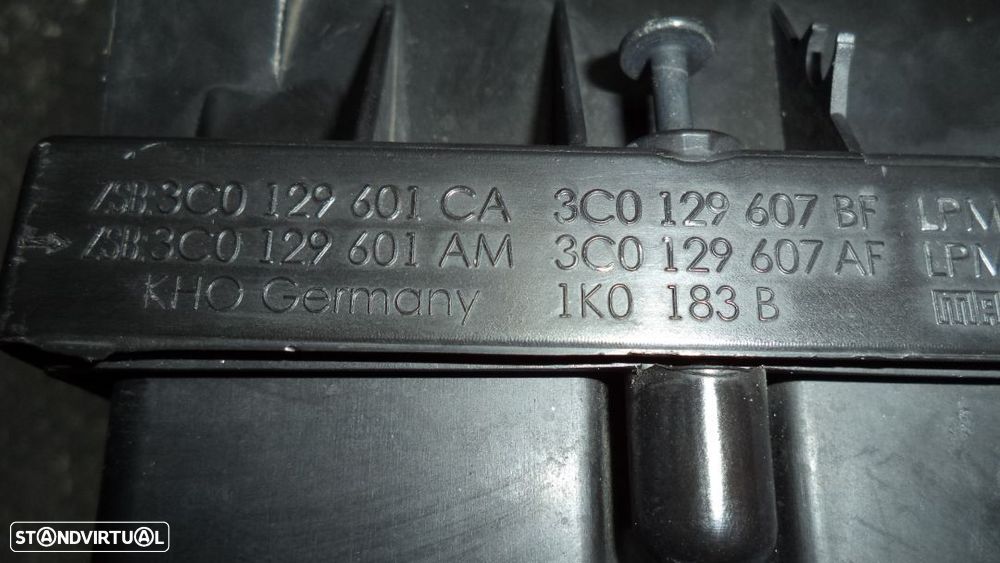 ZSB:3C0 129 601 CA 3C0 129 607 BF LPM
→ ZSB:3C0 129 601 AM 3C0 129 607 AF LPM
KHO Germany 1K0 183 B
STANDVIRTUAL